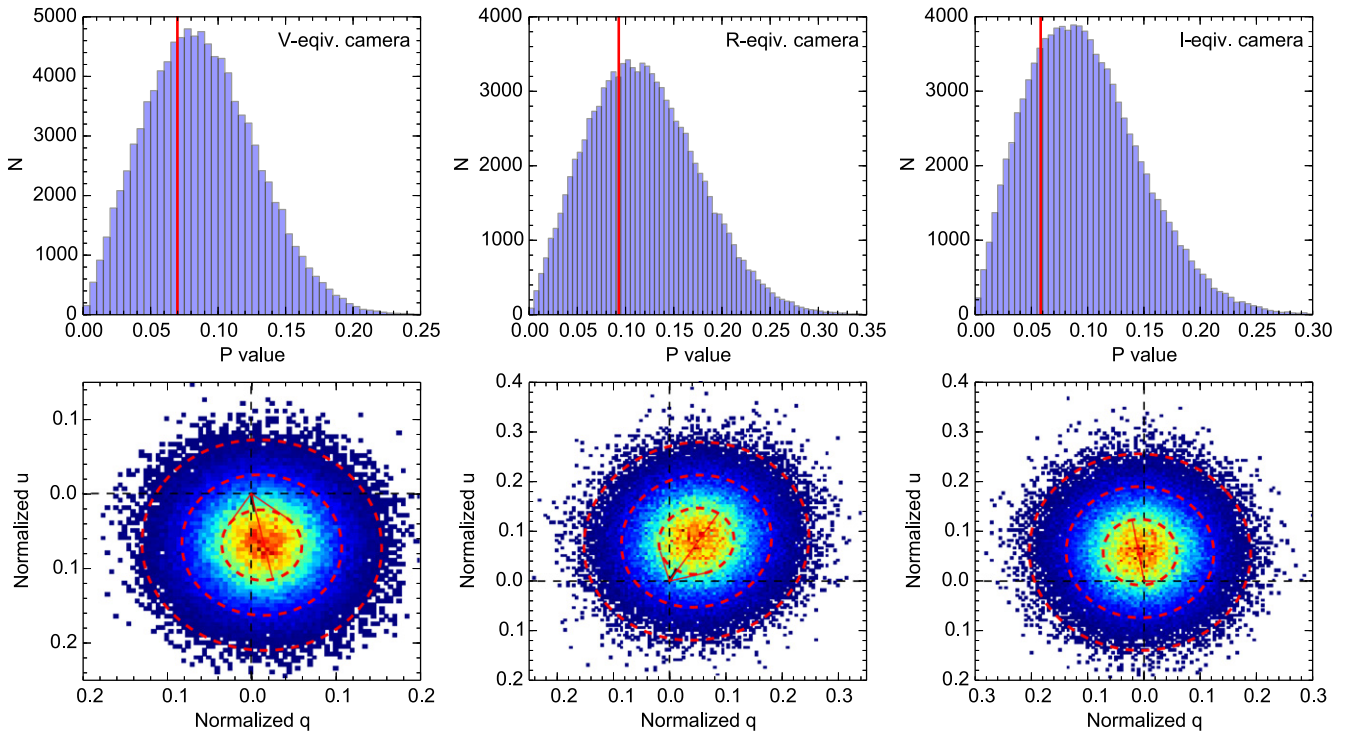 5000
4000
3000
2000
1000
0
N
V-eqiv. camera
0.00 0.05 0.10 0.15 0.20 0.25
P value
4000
3000
2000
1000
0
N
R-eqiv. camera
0.00 0.05 0.10 0.15 0.20 0.25 0.30 0.35
P value
4000
3000
2000
1000
0
N
I-eqiv. camera
0.00 0.05 0.10 0.15 0.20 0.25 0.30
P value
0.1
0.0
0.1
0.2
Normalized u
0.2 0.1 0.0 0.1 0.2
Normalized q
0.4
0.3
0.2
0.1
0.0
0.1
0.2
Normalized u
0.2 0.1 0.0 0.1 0.2 0.3
Normalized q
0.4
0.3
0.2
0.1
0.0
0.1
0.2
Normalized u
0.3 0.2 0.1 0.0 0.1 0.2 0.3
Normalized q